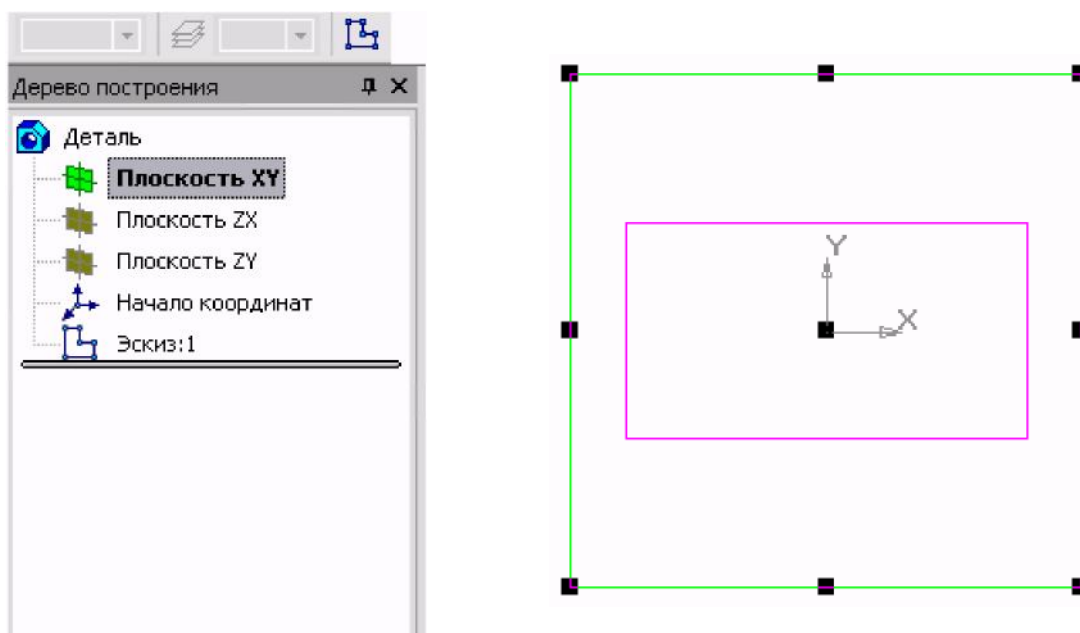 Дерево построения
Деталь
Плоскость XY
Плоскость ZX
Плоскость ZY
Начало координат
Эскиз:1
Y
X